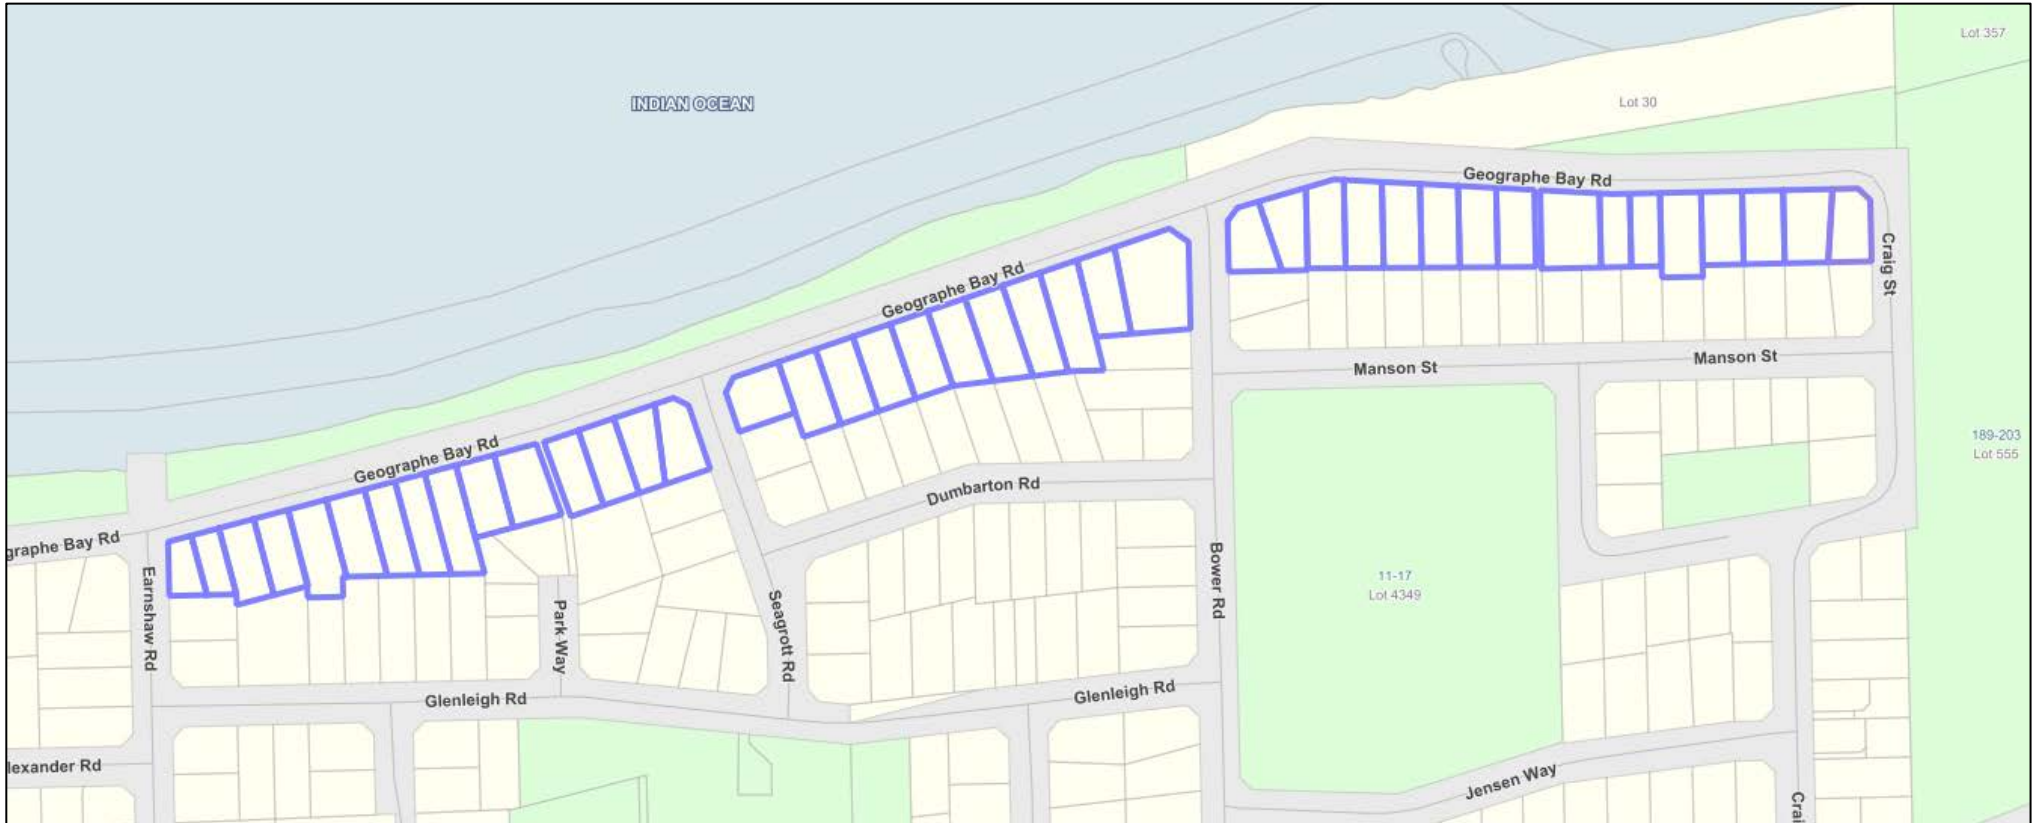 Lot 357
INDIAN OCEAN
Lot 30
Geographe Bay Rd
Craig St
Geographe Bay Rd
Manson St
Manson St
Geographe Bay Rd
189-203
Lot 555
Dumbarton Rd
graphe Bay Rd
Earnshaw Rd
Park Way
Seagrott Rd
Bower Rd
11-17
Lot 4349
Glenleigh Rd
Glenleigh Rd
lexander Rd
Jensen Way
Crai